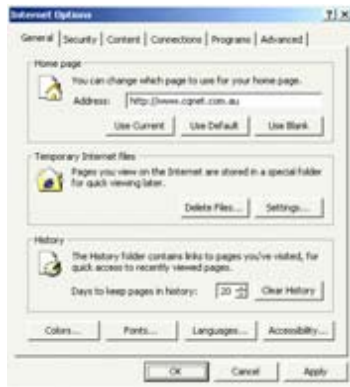 Internet Options ? X
General Security Content Connections Programs Advanced
Home page
You can change which page to use for your home page.
Address: http://www.cqnet.com.au
Use Current Use Default Use Blank
Temporary Internet files
Pages you view on the Internet are stored in a special folder
for quick viewing later.
Delete Files... Settings...
History
The History folder contains links to pages you've visited, for
quick access to recently viewed pages.
Days to keep pages in history: 20 Clear History
Colors... Fonts... Languages... Accessibility...
OK Cancel Apply